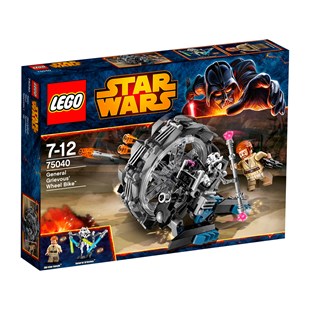 LEGO
STAR
WARS
7-12
75040
General
Grievous'
Wheel Bike